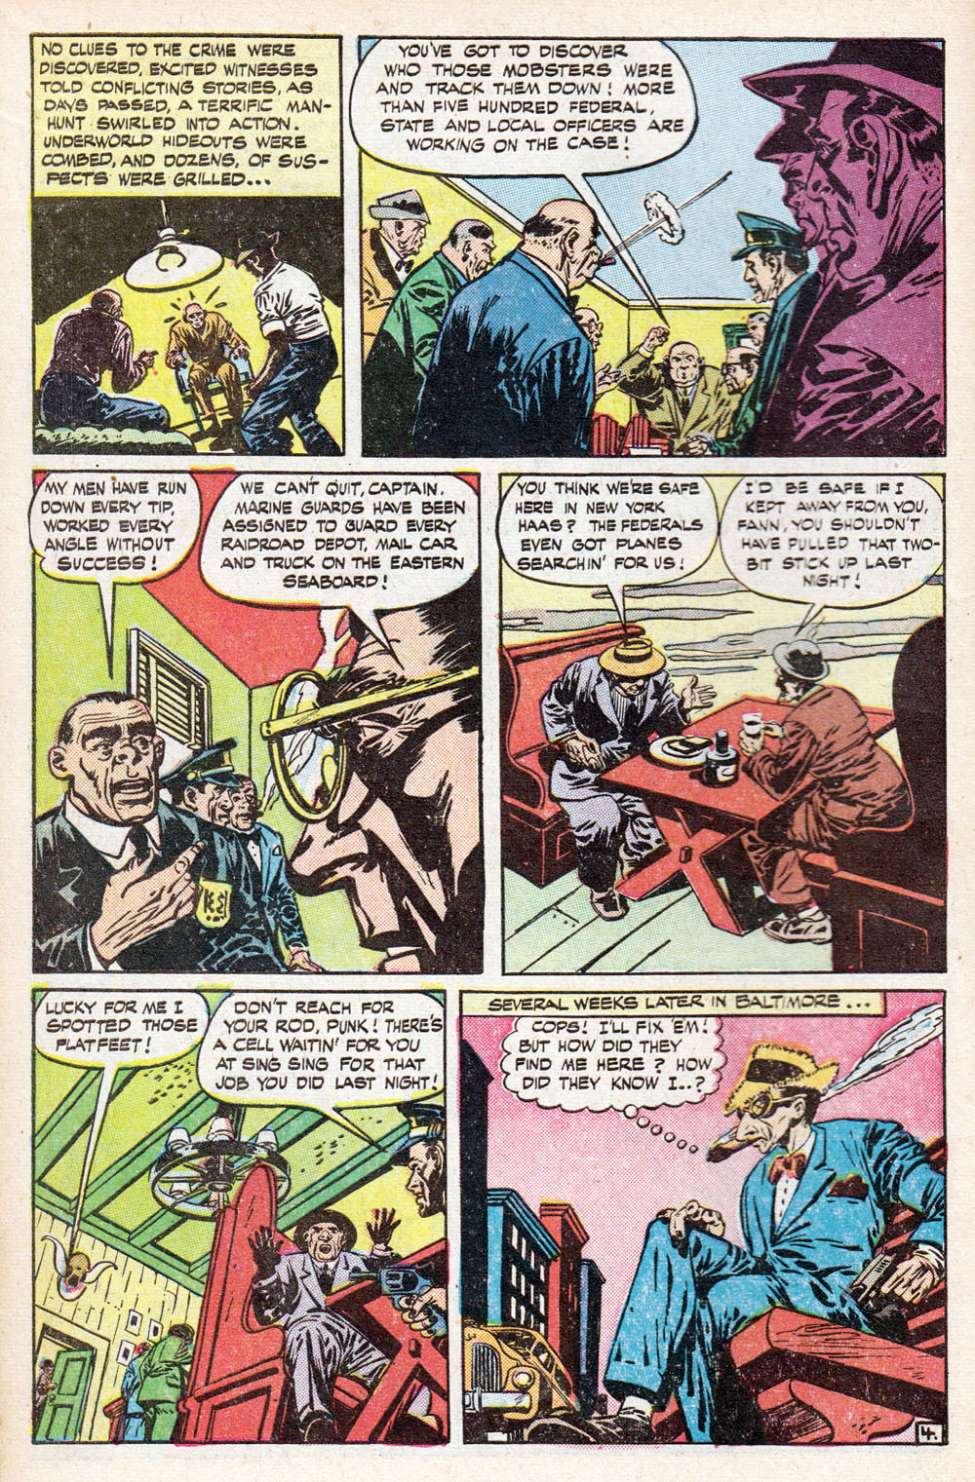 NO CLUES TO THE CRIME WERE
DISCOVERED, EXCITED WITNESSES
TOLD CONFLICTING STORIES, AS
DAYS PASSED, A TERRIFIC MAN-
HUNT SWIRLED INTO ACTION.
UNDERWORLD HIDEOUTS WERE
COMBED, AND DOZENS, OF SUS-
PECTS WERE GRILLED...
YOU'VE GOT TO DISCOVER
WHO THOSE MOBSTERS WERE
AND TRACK THEM DOWN! MORE
THAN FIVE HUNDRED FEDERAL,
STATE AND LOCAL OFFICERS ARE
WORKING ON THE CASE!
MY MEN HAVE RUN
DOWN EVERY TIP,
WORKED EVERY
ANGLE WITHOUT
SUCCESS!
WE CAN'T QUIT, CAPTAIN.
MARINE GUARDS HAVE BEEN
ASSIGNED TO GUARD EVERY
RAIDROAD DEPOT, MAIL CAR
AND TRUCK ON THE EASTERN
SEABOARD!
YOU THINK WE'RE SAFE
HERE IN NEW YORK
HAAS? THE FEDERALS
EVEN GOT PLANES
SEARCHIN' FOR US!
I'D BE SAFE IF I
KEPT AWAY FROM YOU,
FANN, YOU SHOULDN'T
HAVE PULLED THAT TWO-
BIT STICK UP LAST
NIGHT!
LUCKY FOR ME I
SPOTTED THOSE
FLATFEET!
DON'T REACH FOR
YOUR ROD, PUNK! THERE'S
A CELL WAITIN' FOR YOU
AT SING SING FOR THAT
JOB YOU DID LAST NIGHT!
SEVERAL WEEKS LATER IN BALTIMORE...
COPS! I'LL FIX 'EM!
BUT HOW DID THEY
FIND ME HERE? HOW
DID THEY KNOW I..?
4.